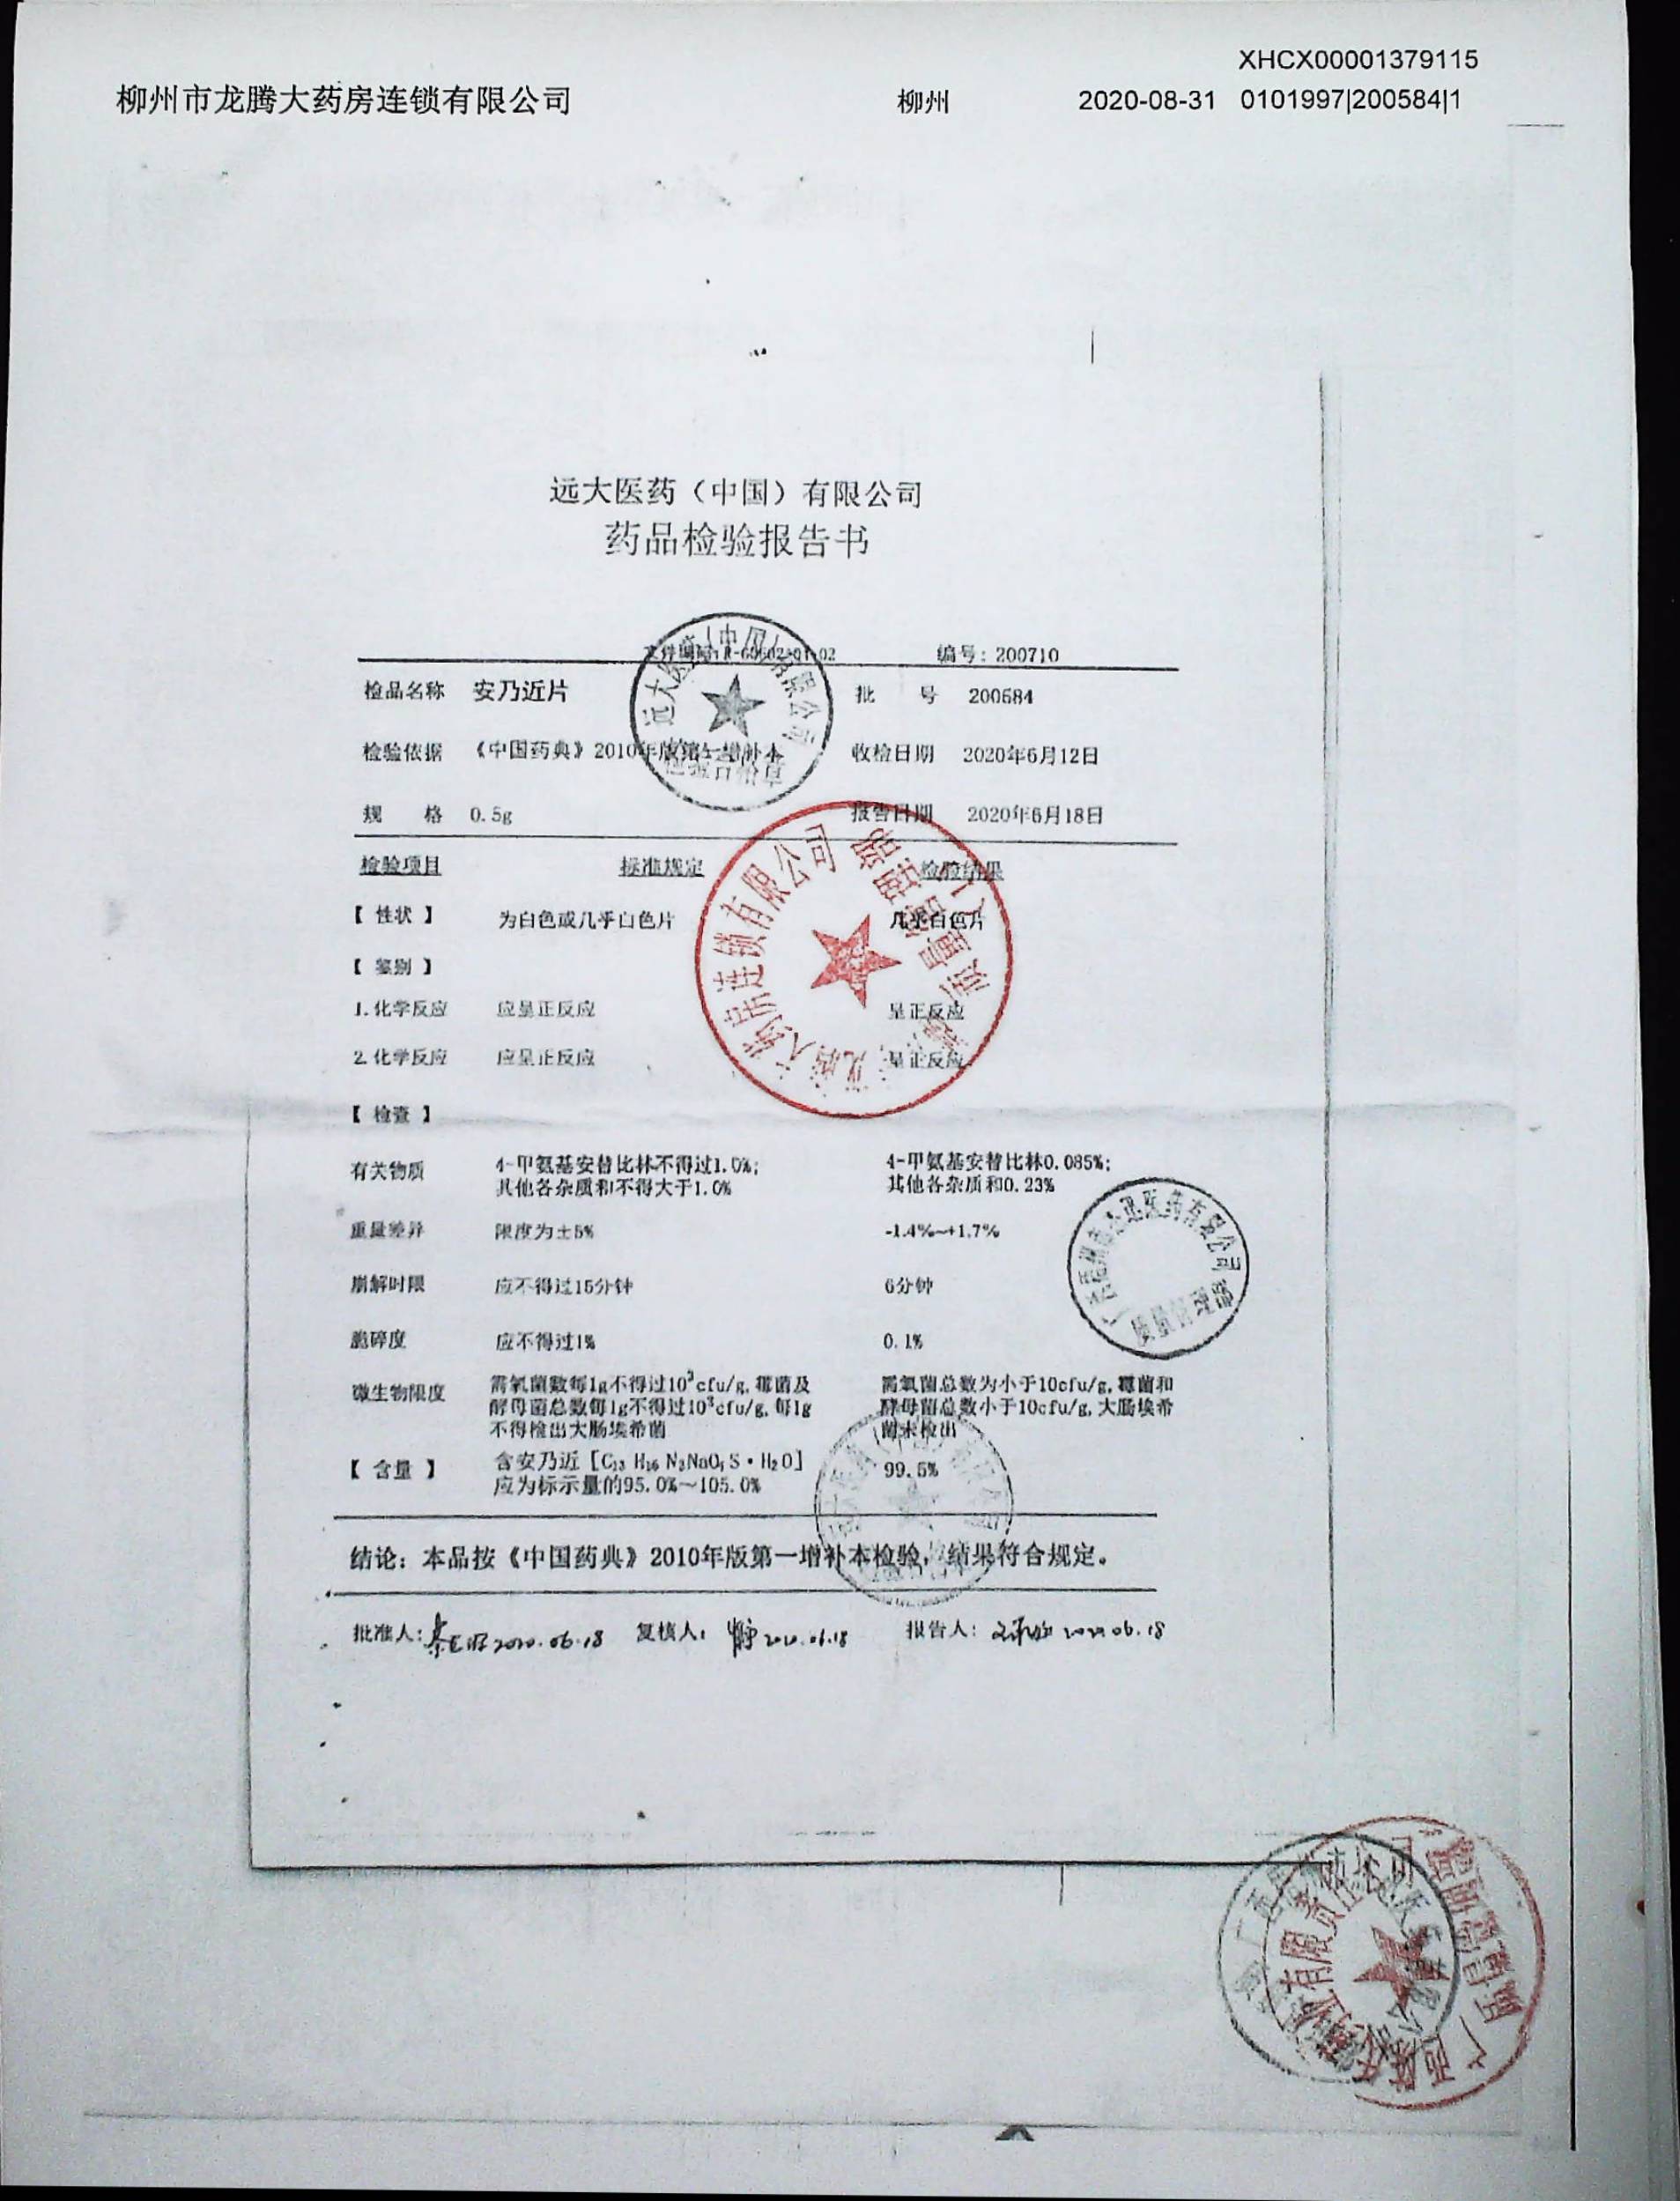 XHCX00001379115
柳州市龙腾大药房连锁有限公司 柳州 2020-08-31 0101997|200584|1
远大医药（中国）有限公司
药品检验报告书
编号：200710
检品名称 安乃近片 批 号 200584
检验依据 《中国药典》2010年版第一增补本 收检日期 2020年6月12日
规 格 0.5g 报告日期 2020年6月18日
检验项目 标准规定 检验结果
【 性状 】 为白色或几乎白色片 几乎白色片
【 鉴别 】
1.化学反应 应呈正反应 呈正反应
2.化学反应 应呈正反应 呈正反应
【 检查 】
有关物质 4-甲氨基安替比林不得过1.0%; 4-甲氨基安替比林0.085%;
其他各杂质和不得大于1.0% 其他各杂质和0.23%
重量差异 限度为±5% -1.4%~+1.7%
崩解时限 应不得过15分钟 6分钟
脆碎度 应不得过1% 0.1%
微生物限度 需氧菌数每1g不得过10³cfu/g,霉菌及 需氧菌总数为小于10cfu/g,霉菌和
酵母菌总数每1g不得过10²cfu/g,每1g 酵母菌总数小于10cfu/g,大肠埃希
不得检出大肠埃希菌 菌未检出
【 含量 】 含安乃近［C₁₃ H₁₆ N₃NaO₄ S·H₂O］ 99.5%
应为标示量的95.0%～105.0%
结论：本品按《中国药典》2010年版第一增补本检验，结果符合规定。
批准人: 2020.06.18 复核人: 2020.06.18 报告人: 2020.06.18